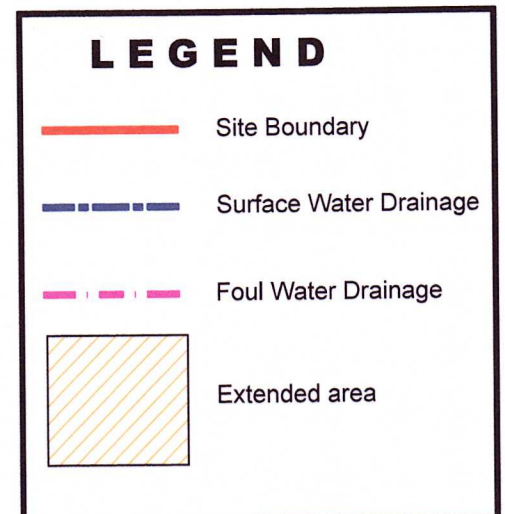 LEGEND
Site Boundary
Surface Water Drainage
Foul Water Drainage
Extended area